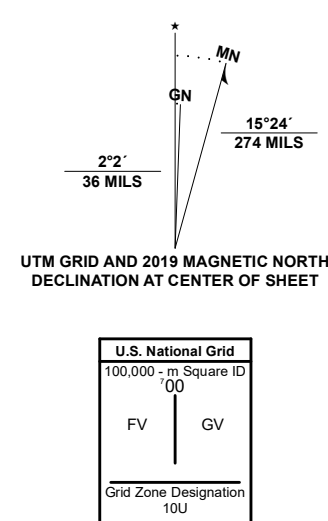 ★
MN
GN
15°24´
274 MILS
2°2´
36 MILS
UTM GRID AND 2019 MAGNETIC NORTH
DECLINATION AT CENTER OF SHEET
U.S. National Grid
100,000 - m Square ID
⁷00
FV GV
Grid Zone Designation
10U